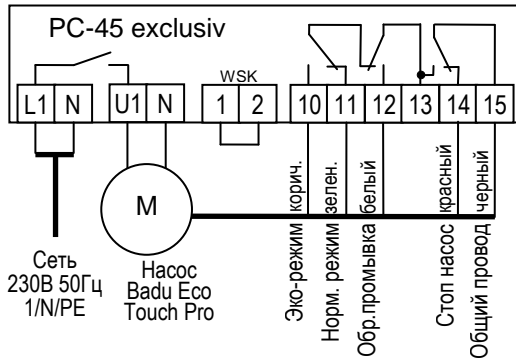 PC-45 exclusiv
WSK
L1 N U1 N 1 2 10 11 12 13 14 15
M
Сеть
230В 50Гц
1/N/PE
Насос
Badu Eco
Touch Pro
Эко-режим корич.
Норм. режим зелен.
Обр.промывка белый
Стоп насос красный
Общий провод черный